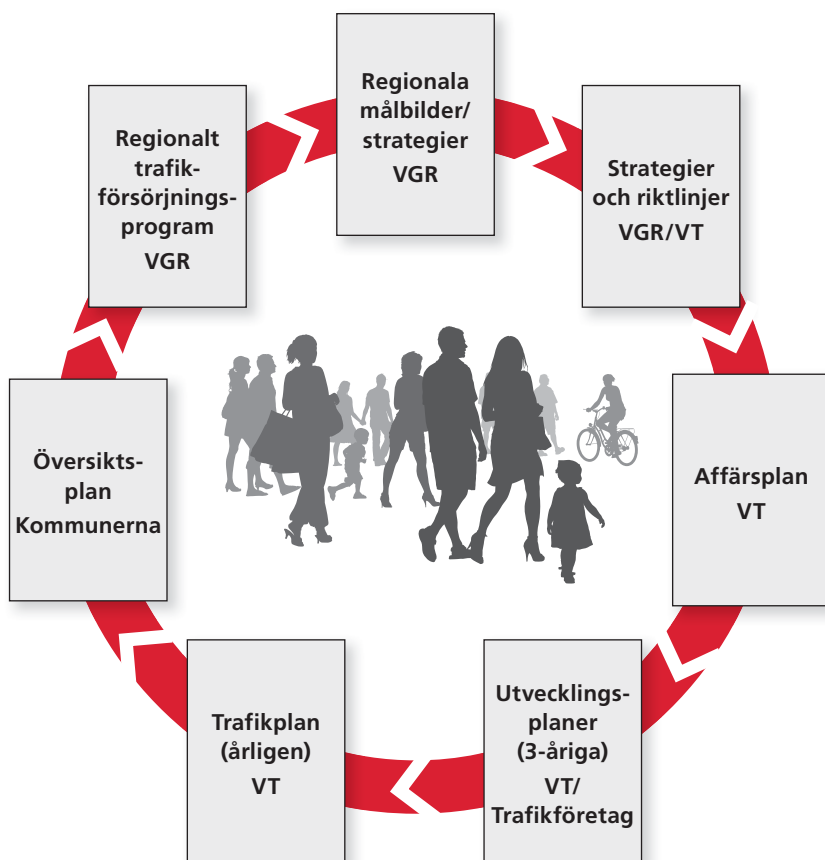 Regionala
målbilder/
strategier
VGR
Strategier
och riktlinjer
VGR/VT
Affärsplan
VT
Utvecklings-
planer
(3-åriga)
VT/
Trafikföretag
Trafikplan
(årligen)
VT
Översikts-
plan
Kommunerna
Regionalt
trafik-
försörjnings-
program
VGR